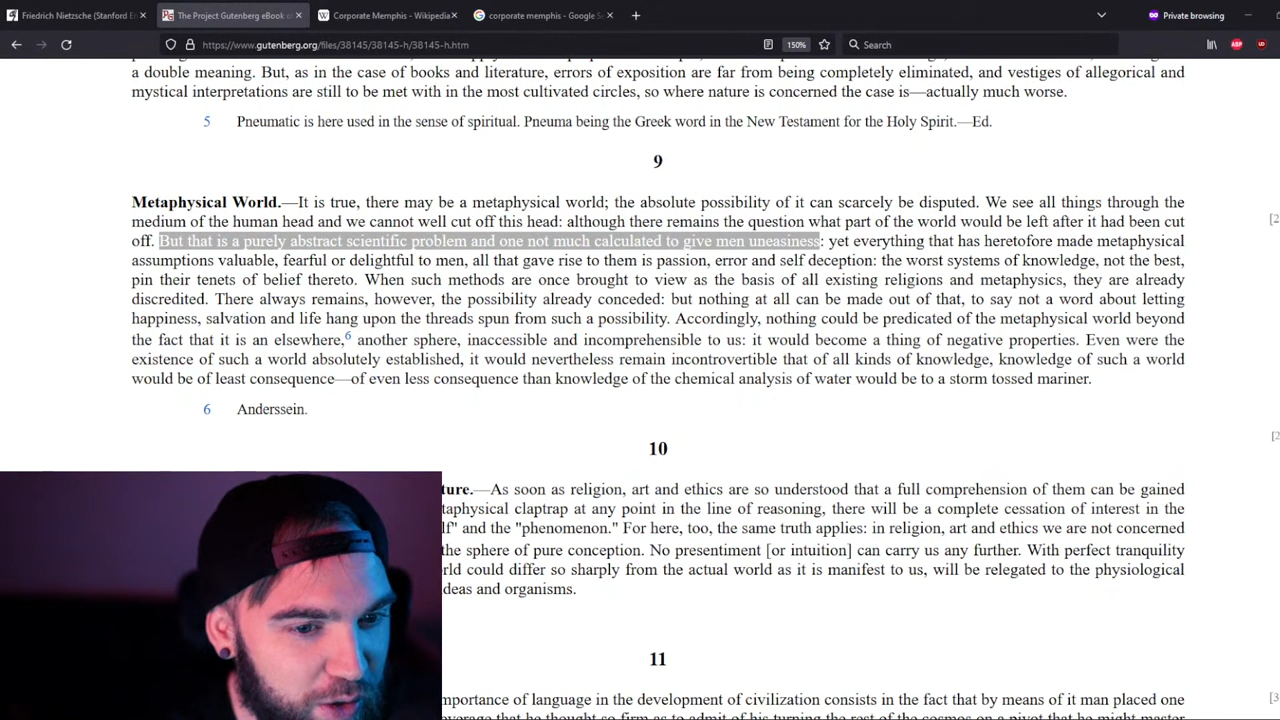 Friedrich Nietzsche (Stanford En
The Project Gutenberg eBook o
Corporate Memphis - Wikipedia
corporate memphis - Google Se
Private browsing
https://www.gutenberg.org/files/38145/38145-h/38145-h.htm
150%
Search
a double meaning. But, as in the case of books and literature, errors of exposition are far from being completely eliminated, and vestiges of allegorical and
mystical interpretations are still to be met with in the most cultivated circles, so where nature is concerned the case is—actually much worse.
5 Pneumatic is here used in the sense of spiritual. Pneuma being the Greek word in the New Testament for the Holy Spirit.—Ed.
9
Metaphysical World.—It is true, there may be a metaphysical world; the absolute possibility of it can scarcely be disputed. We see all things through the
medium of the human head and we cannot well cut off this head: although there remains the question what part of the world would be left after it had been cut
off. But that is a purely abstract scientific problem and one not much calculated to give men uneasiness: yet everything that has heretofore made metaphysical
assumptions valuable, fearful or delightful to men, all that gave rise to them is passion, error and self deception: the worst systems of knowledge, not the best,
pin their tenets of belief thereto. When such methods are once brought to view as the basis of all existing religions and metaphysics, they are already
discredited. There always remains, however, the possibility already conceded: but nothing at all can be made out of that, to say not a word about letting
happiness, salvation and life hang upon the threads spun from such a possibility. Accordingly, nothing could be predicated of the metaphysical world beyond
the fact that it is an elsewhere,6 another sphere, inaccessible and incomprehensible to us: it would become a thing of negative properties. Even were the
existence of such a world absolutely established, it would nevertheless remain incontrovertible that of all kinds of knowledge, knowledge of such a world
would be of least consequence—of even less consequence than knowledge of the chemical analysis of water would be to a storm tossed mariner.
6 Anderssein.
10
ture.—As soon as religion, art and ethics are so understood that a full comprehension of them can be gained
taphysical claptrap at any point in the line of reasoning, there will be a complete cessation of interest in the
lf" and the "phenomenon." For here, too, the same truth applies: in religion, art and ethics we are not concerned
the sphere of pure conception. No presentiment [or intuition] can carry us any further. With perfect tranquility
rld could differ so sharply from the actual world as it is manifest to us, will be relegated to the physiological
deas and organisms.
11
mportance of language in the development of civilization consists in the fact that by means of it man placed one